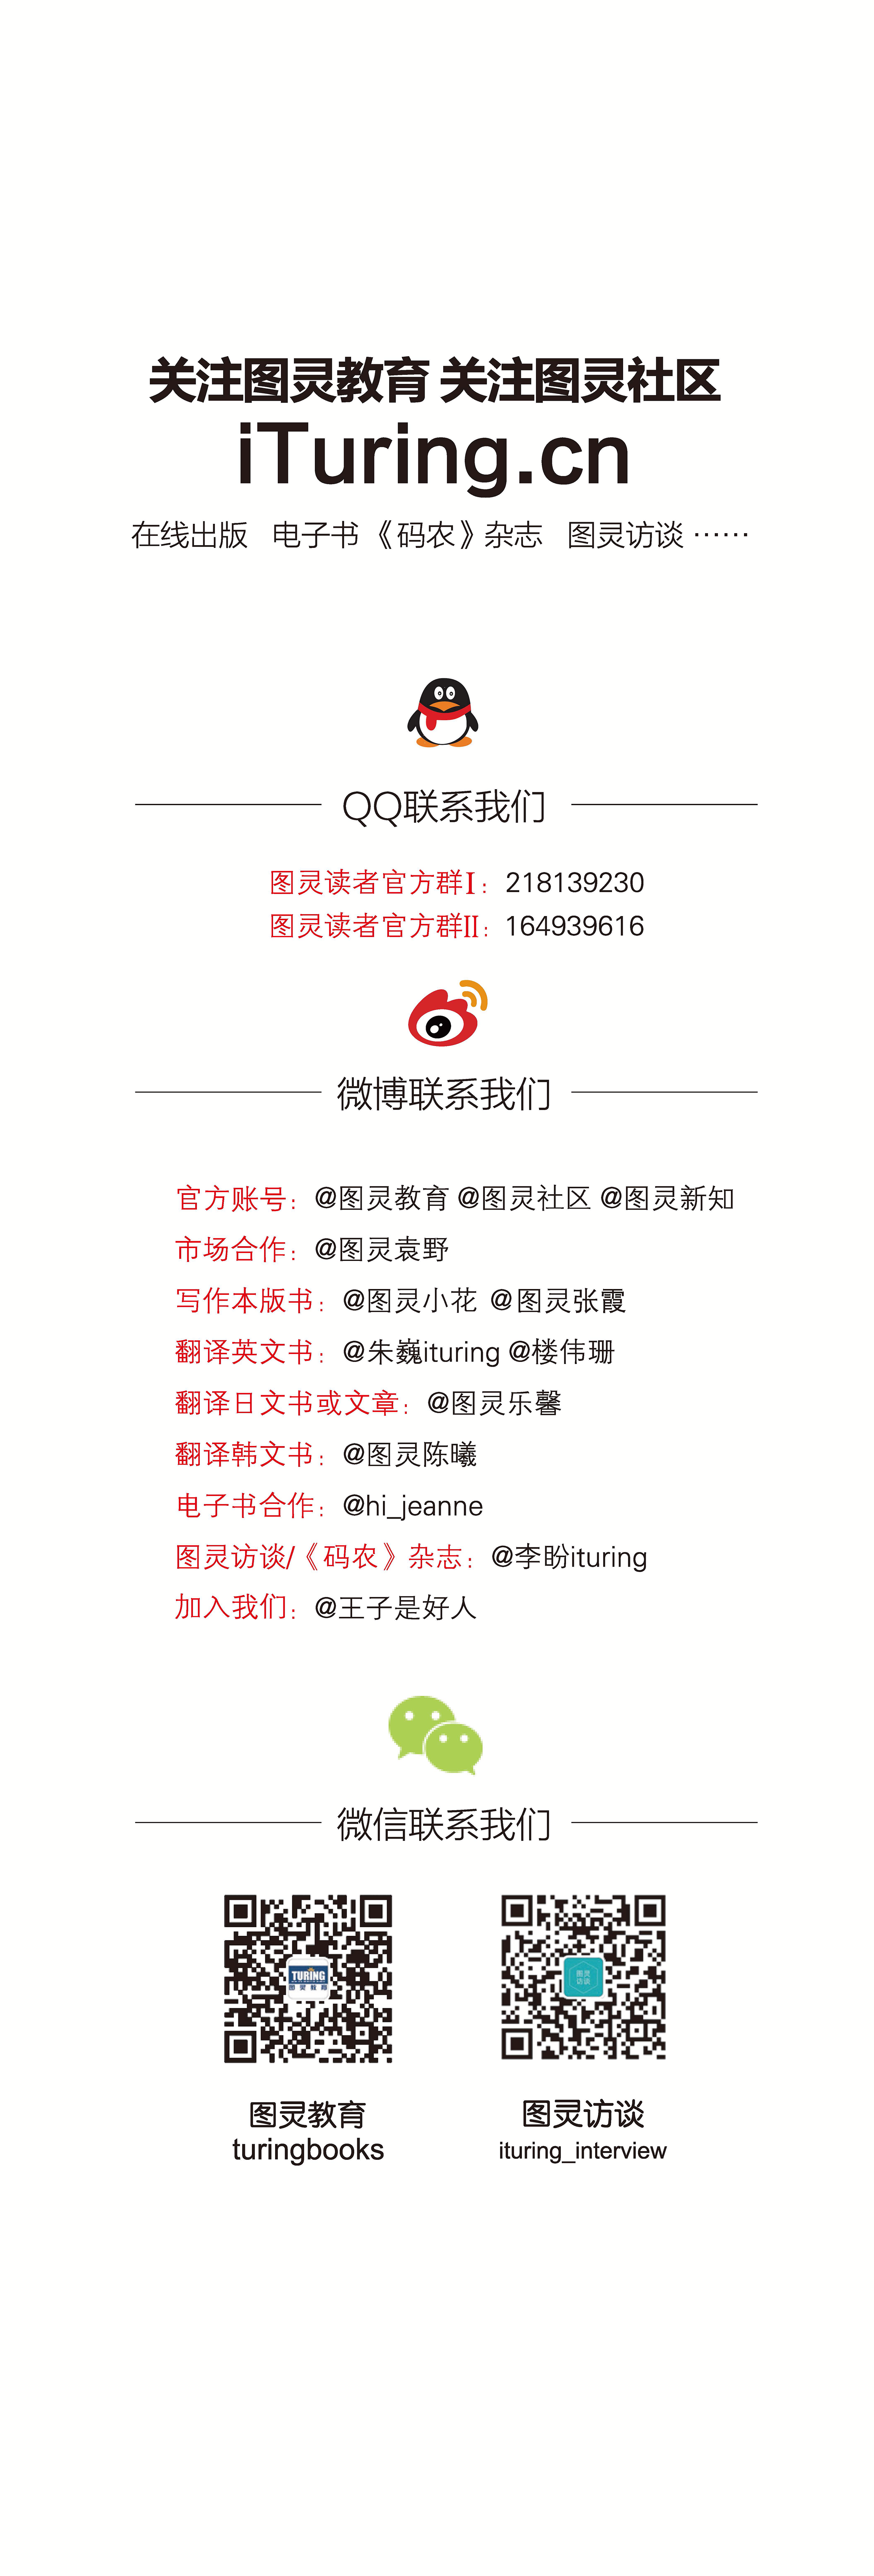 关注图灵教育 关注图灵社区
iTuring.cn
在线出版 电子书 《码农》杂志 图灵访谈 ……
QQ联系我们
图灵读者官方群I：218139230
图灵读者官方群II：164939616
微博联系我们
官方账号：@图灵教育 @图灵社区 @图灵新知
市场合作：@图灵袁野
写作本版书：@图灵小花 @图灵张霞
翻译英文书：@朱巍ituring @楼伟珊
翻译日文书或文章：@图灵乐馨
翻译韩文书：@图灵陈曦
电子书合作：@hi_jeanne
图灵访谈/《码农》杂志：@李盼ituring
加入我们：@王子是好人
微信联系我们
TURING
图灵教育
图灵
访谈
图灵教育
turingbooks
图灵访谈
ituring_interview